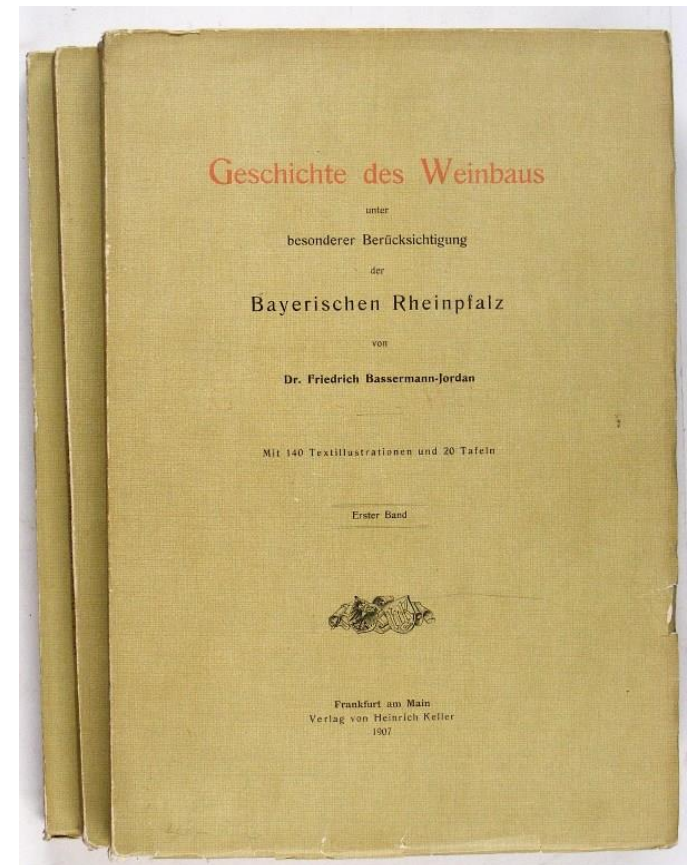 Geschichte des Weinbaus
unter
besonderer Berücksichtigung
der
Bayerischen Rheinpfalz
von
Dr. Friedrich Bassermann-Jordan
Mit 140 Textillustrationen und 20 Tafeln
Erster Band
Frankfurt am Main
Verlag von Heinrich Keller
1907